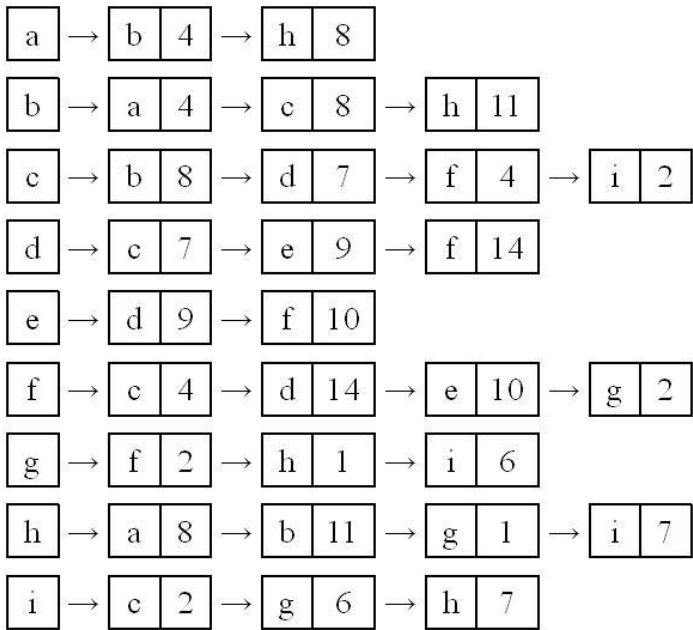 a → b 4 → h 8
b → a 4 → c 8 → h 11
c → b 8 → d 7 → f 4 → i 2
d → c 7 → e 9 → f 14
e → d 9 → f 10
f → c 4 → d 14 → e 10 → g 2
g → f 2 → h 1 → i 6
h → a 8 → b 11 → g 1 → i 7
i → c 2 → g 6 → h 7